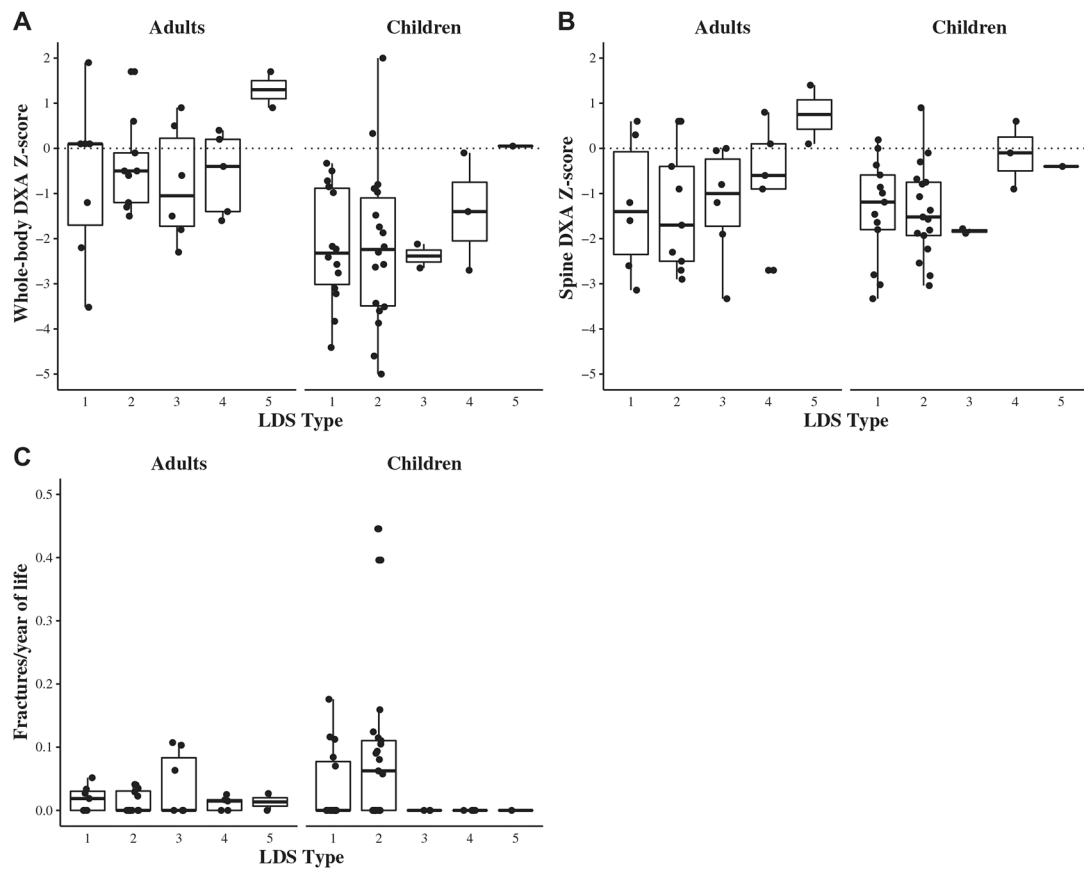 A
Adults
Children
Whole-body DXA Z-score
2
1
0
−1
−2
−3
−4
−5
1 2 3 4 5 1 2 3 4 5
LDS Type
B
Adults
Children
Spine DXA Z-score
2
1
0
−1
−2
−3
−4
−5
1 2 3 4 5 1 2 3 4 5
LDS Type
C
Adults
Children
Fractures/year of life
0.5
0.4
0.3
0.2
0.1
0.0
1 2 3 4 5 1 2 3 4 5
LDS Type